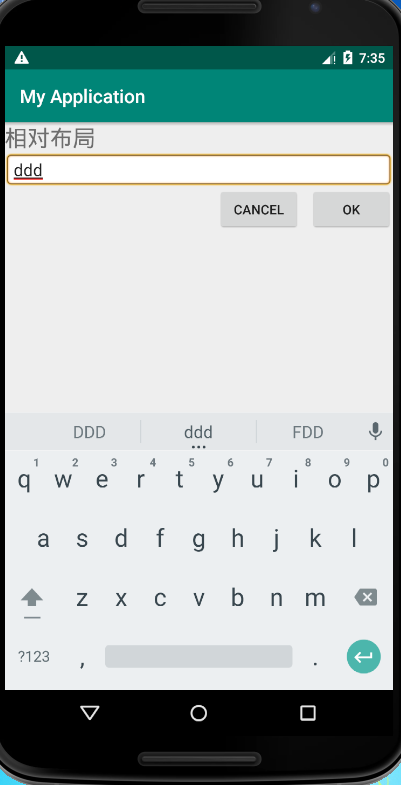 7:35
My Application
相对布局
ddd
CANCEL OK
DDD ddd FDD
1 2 3 4 5 6 7 8 9 0
q w e r t y u i o p
a s d f g h j k l
z x c v b n m
?123 , .